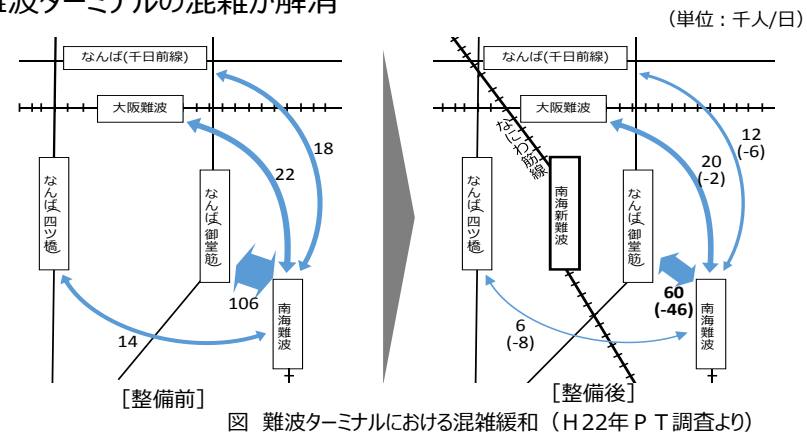 難波ターミナルの混雑が解消
(単位：千人/日)
なんば(千日前線)
大阪難波
なんば(四ツ橋)
なんば(御堂筋)
南海難波
18
22
106
14
[整備前]
なんば(千日前線)
大阪難波
なにわ筋線
なんば(四ツ橋)
南海新難波
なんば(御堂筋)
南海難波
12
(-6)
20
(-2)
60
(-46)
6
(-8)
[整備後]
図 難波ターミナルにおける混雑緩和（H22年ＰＴ調査より）